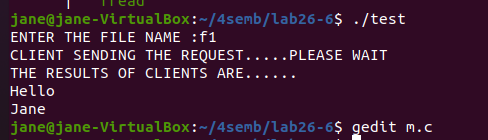 jane@jane-VirtualBox:~/4semb/lab26-6$ ./test
ENTER THE FILE NAME :f1
CLIENT SENDING THE REQUEST.....PLEASE WAIT
THE RESULTS OF CLIENTS ARE......
Hello
Jane
jane@jane-VirtualBox:~/4semb/lab26-6$ gedit m.c